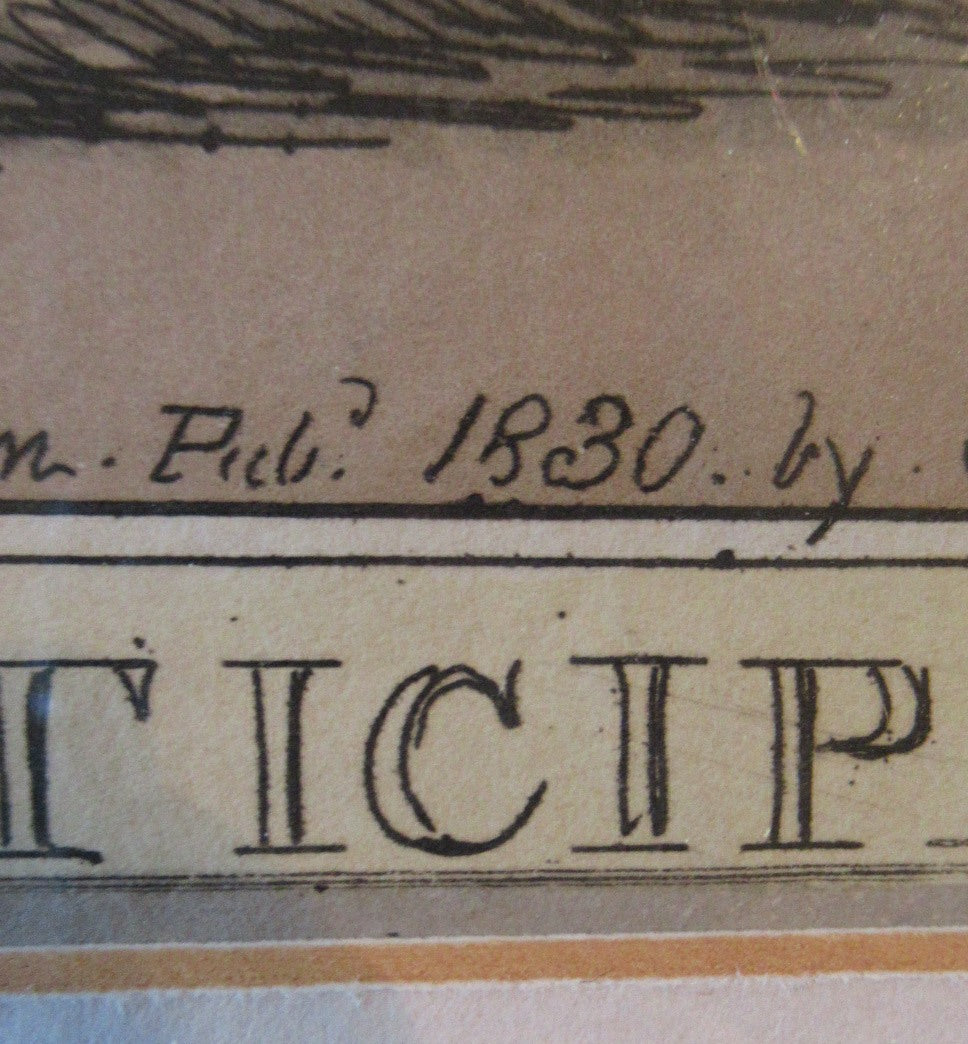 m. Pub.d 1830. by.
TICIP